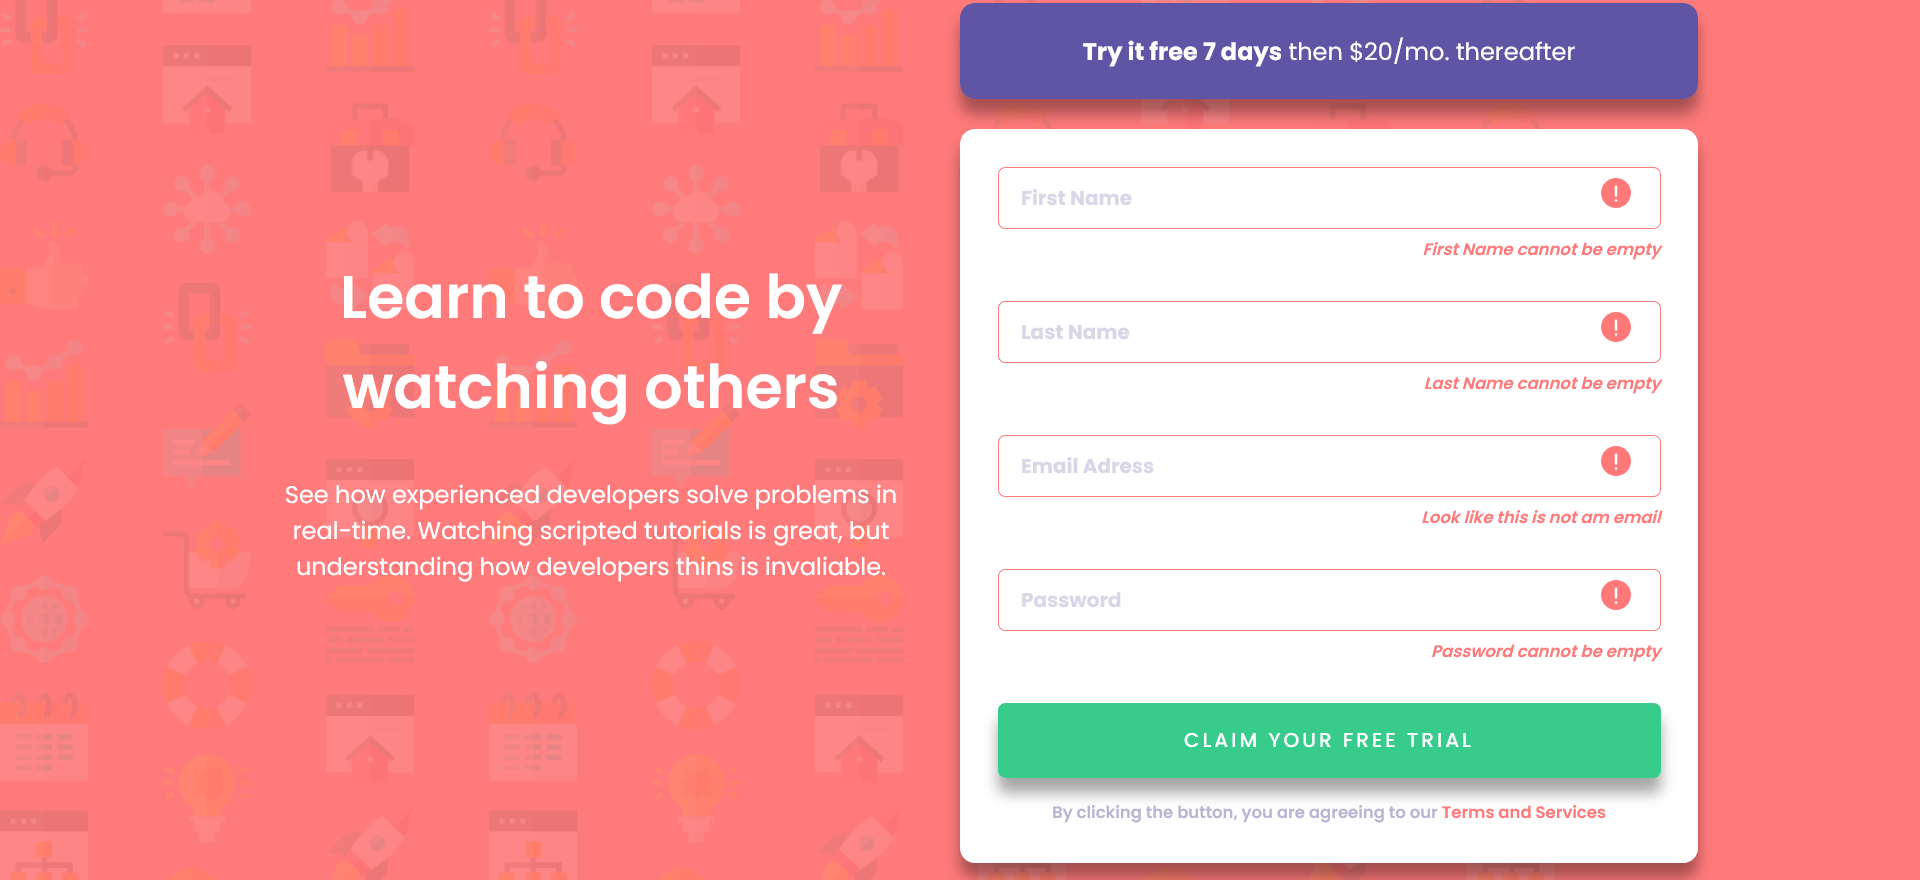 Learn to code by
watching others
See how experienced developers solve problems in
real-time. Watching scripted tutorials is great, but
understanding how developers thins is invaliable.
Try it free 7 days then $20/mo. thereafter
First Name
First Name cannot be empty
Last Name
Last Name cannot be empty
Email Adress
Look like this is not am email
Password
Password cannot be empty
CLAIM YOUR FREE TRIAL
By clicking the button, you are agreeing to our Terms and Services